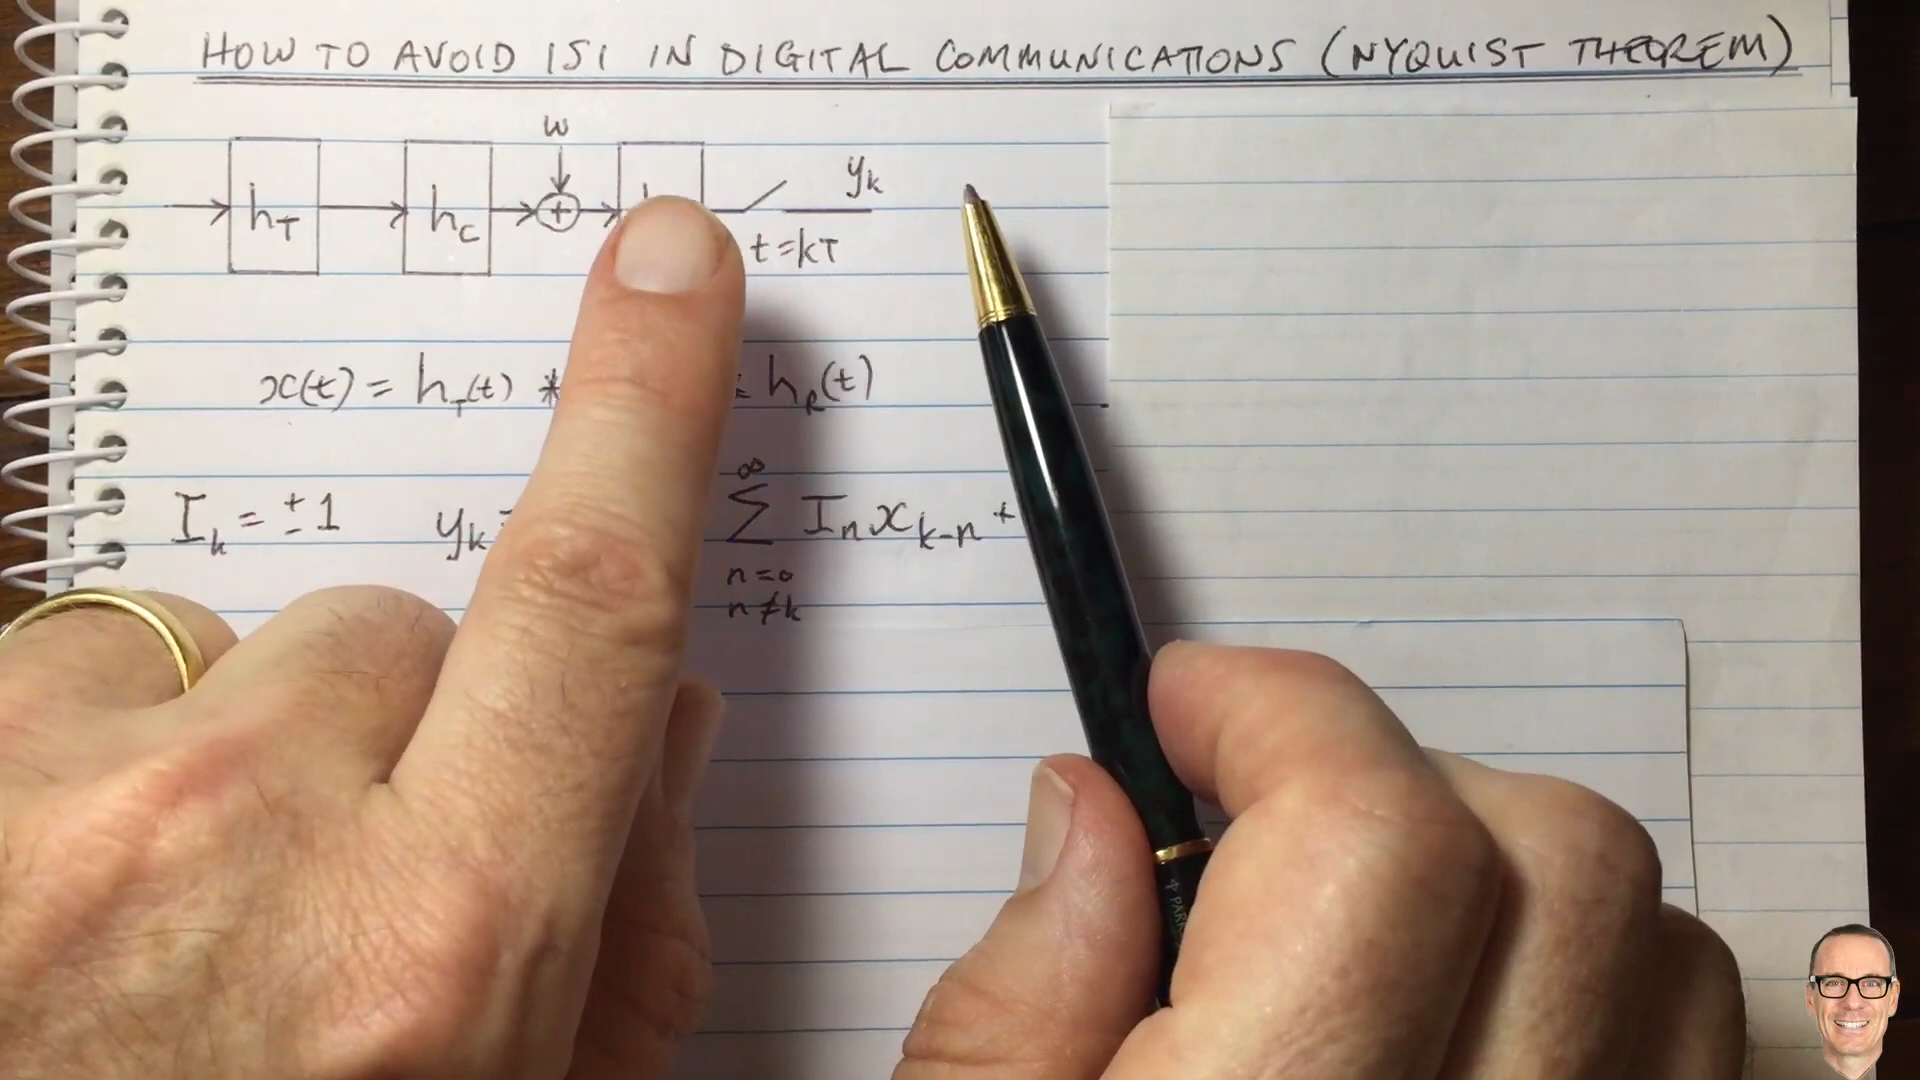 HOW TO AVOID ISI IN DIGITAL COMMUNICATIONS (NYQUIST THEOREM)
w
h_T h_C y_k
t=kT
x(t) = h_T(t) * h_R(t)
I_k = ±1 y_k ∞ Σ I_n x_{k-n} +
n=0
n≠k